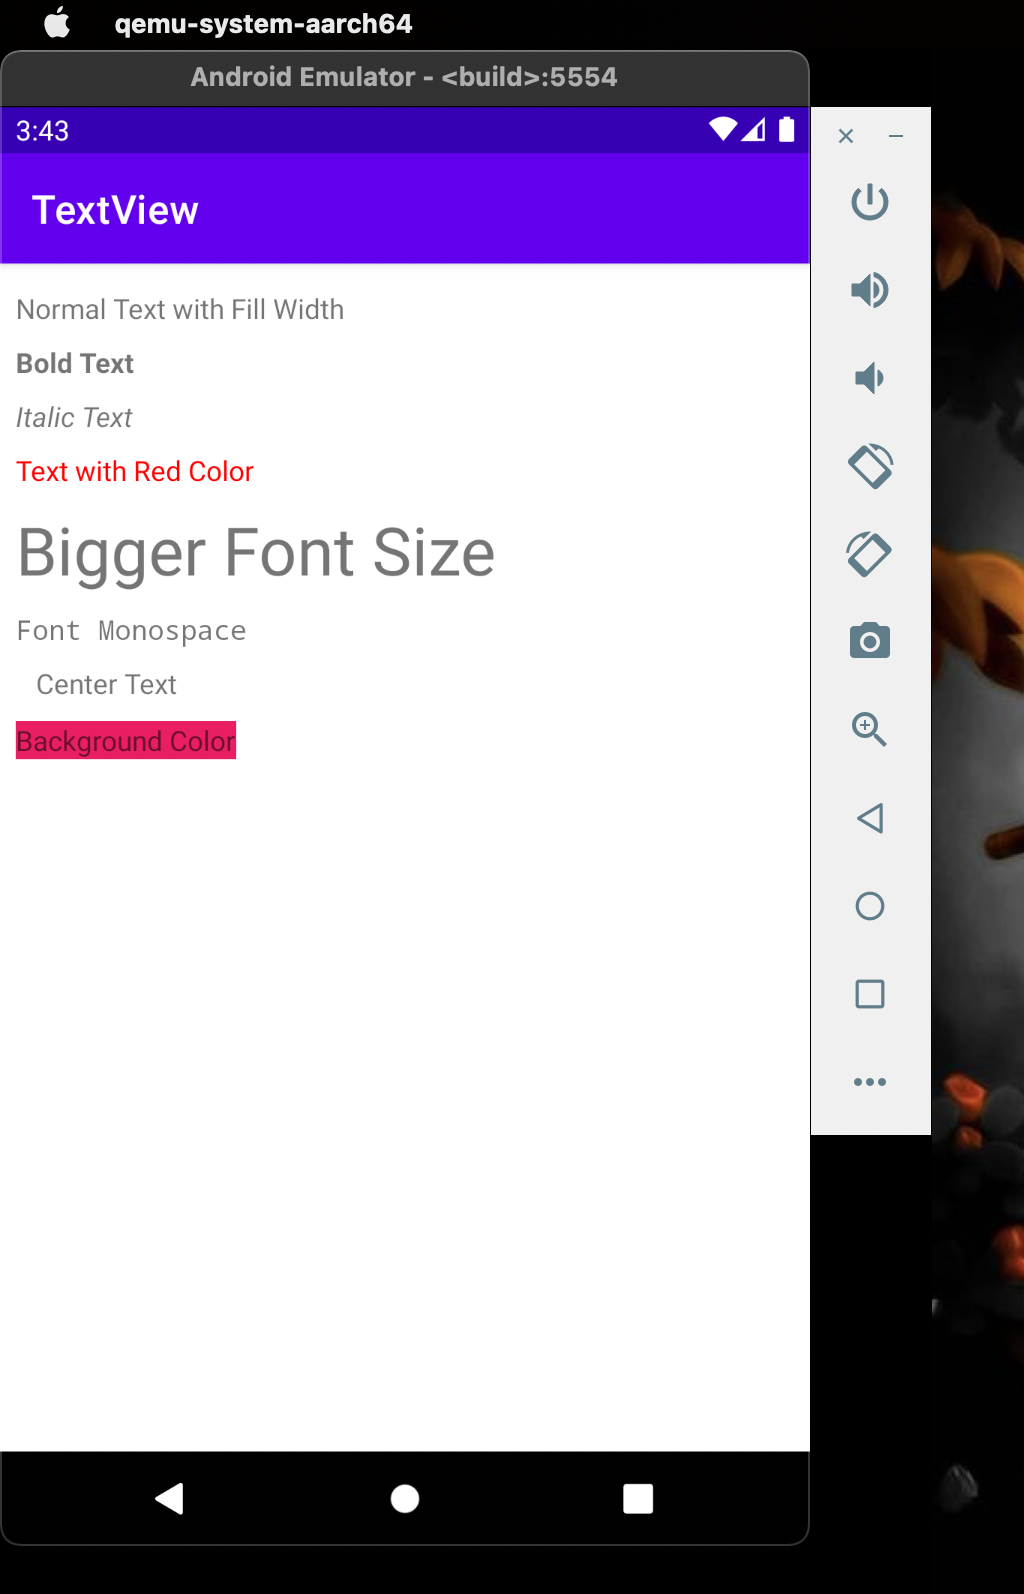 qemu-system-aarch64
Android Emulator - <build>:5554
3:43
TextView
Normal Text with Fill Width
Bold Text
Italic Text
Text with Red Color
Bigger Font Size
Font Monospace
Center Text
Background Color